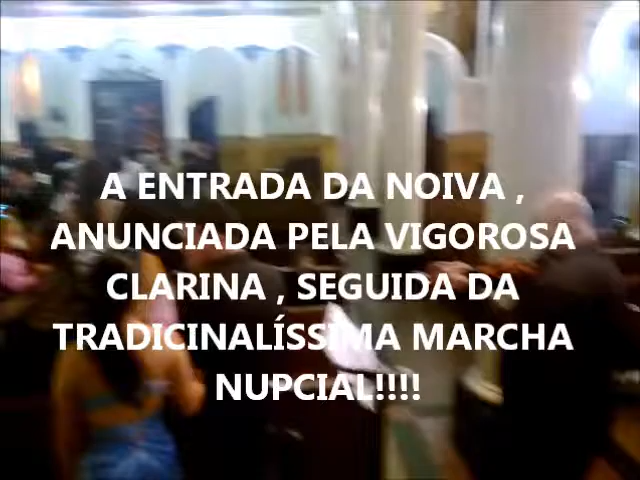 A ENTRADA DA NOIVA ,
ANUNCIADA PELA VIGOROSA
CLARINA , SEGUIDA DA
TRADICINALÍSSIMA MARCHA
NUPCIAL!!!!